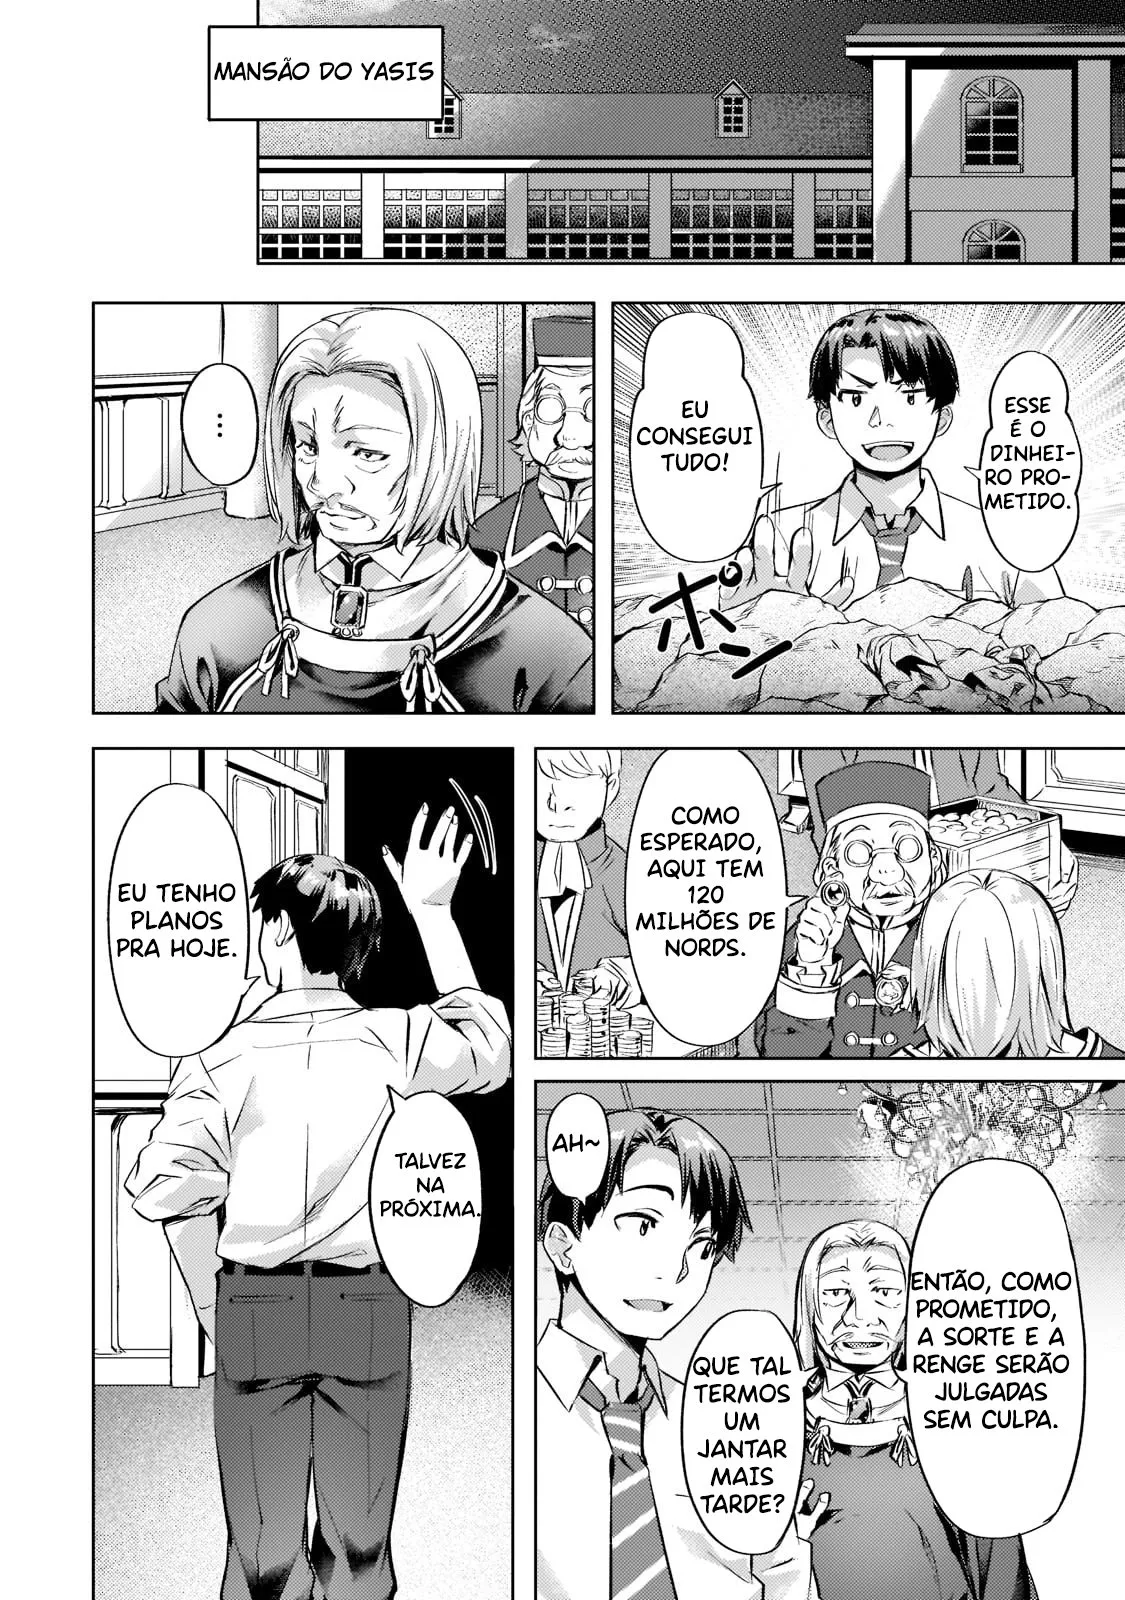 MANSÃO DO YASIS
ESSE
É O
DINHEI-
RO PRO-
METIDO.
EU
CONSEGUI
TUDO!
ポンッ
...
COMO
ESPERADO,
AQUI TEM
120
MILHÕES DE
NORDS.
ENTÃO, COMO
PROMETIDO,
A SORTE E A
RENGE SERÃO
JULGADAS
SEM CULPA.
QUE TAL
TERMOS
UM
JANTAR
MAIS
TARDE?
AH~
EU TENHO
PLANOS
PRA HOJE.
TALVEZ
NA
PRÓXIMA.